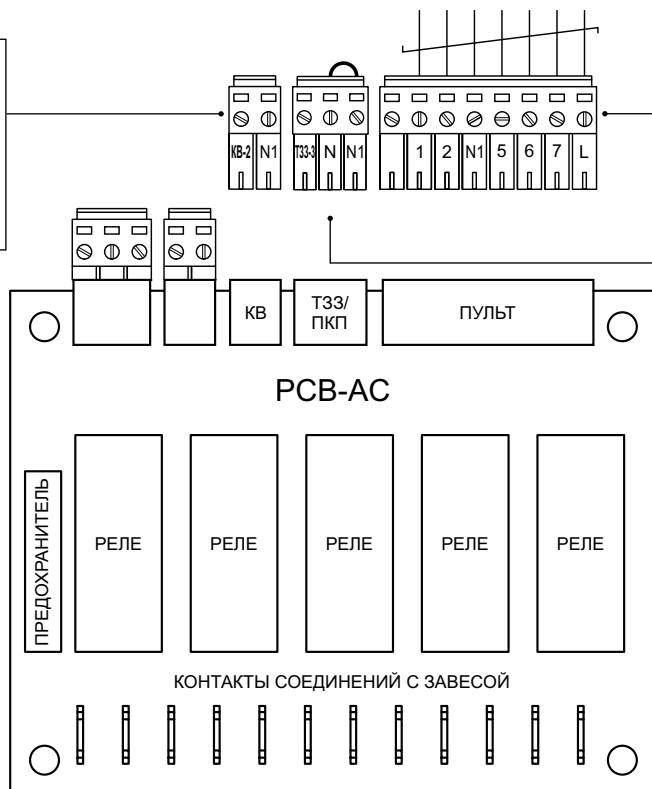 КВ-2 N1 ТЗЗ-3 N N1 1 2 N1 5 6 7 L
КВ ТЗЗ/ПКП ПУЛЬТ
PCB-AC
ПРЕДОХРАНИТЕЛЬ
РЕЛЕ РЕЛЕ РЕЛЕ РЕЛЕ РЕЛЕ
КОНТАКТЫ СОЕДИНЕНИЙ С ЗАВЕСОЙ